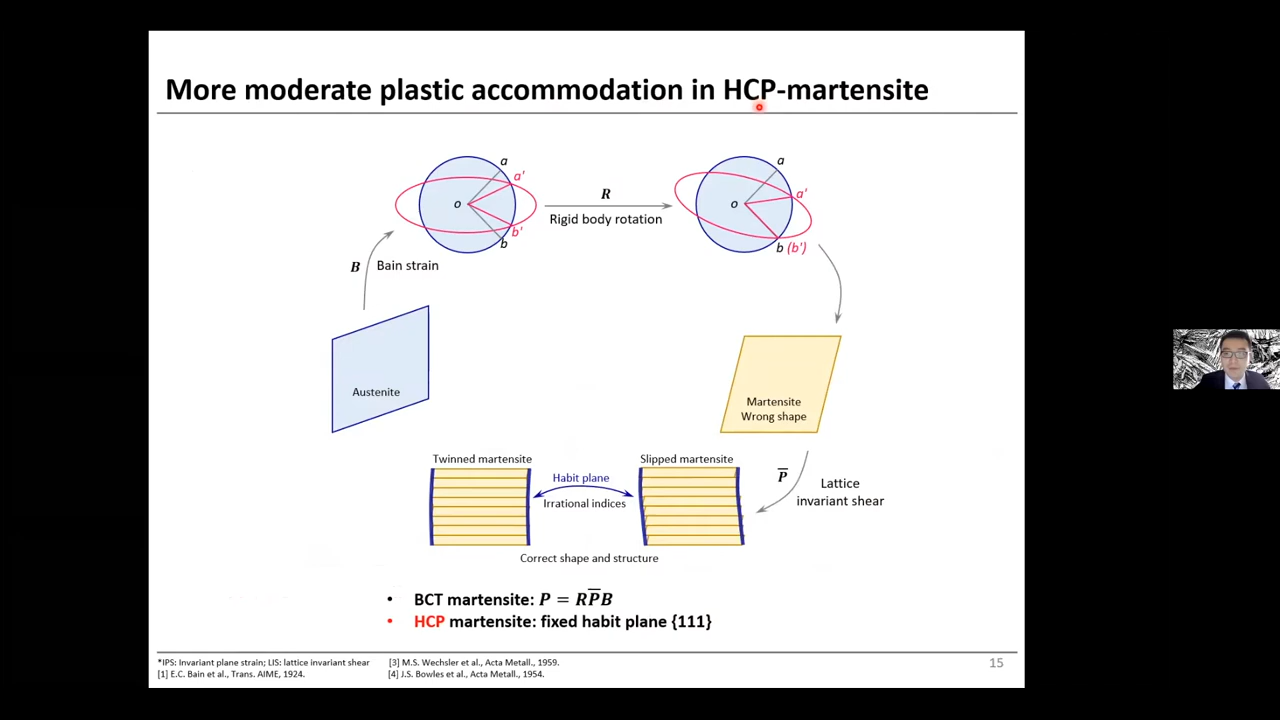 More moderate plastic accommodation in HCP-martensite
a
a'
o
b'
b
R
Rigid body rotation
a
a'
o
b (b')
B Bain strain
Austenite
Martensite
Wrong shape
Twinned martensite
Habit plane
Irrational indices
Slipped martensite
P̅
Lattice
invariant shear
Correct shape and structure
• BCT martensite: P = RP̅B
• HCP martensite: fixed habit plane {111}
*IPS: Invariant plane strain; LIS: lattice invariant shear
[1] E.C. Bain et al., Trans. AIME, 1924.
[3] M.S. Wechsler et al., Acta Metall., 1959.
[4] J.S. Bowles et al., Acta Metall., 1954.
15